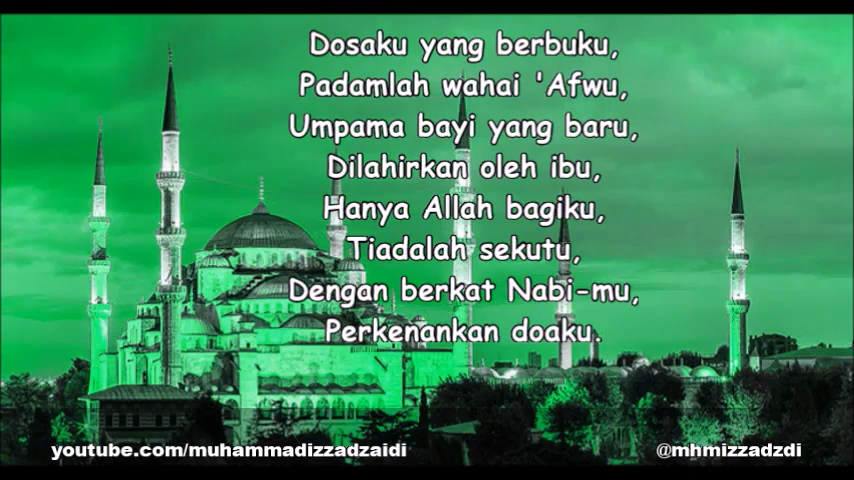 Dosaku yang berbuku,
Padamlah wahai 'Afwu,
Umpama bayi yang baru,
Dilahirkan oleh ibu,
Hanya Allah bagiku,
Tiadalah sekutu,
Dengan berkat Nabi-mu,
Perkenankan doaku.
youtube.com/muhammadizzadzaidi
@mhmizzadzdi